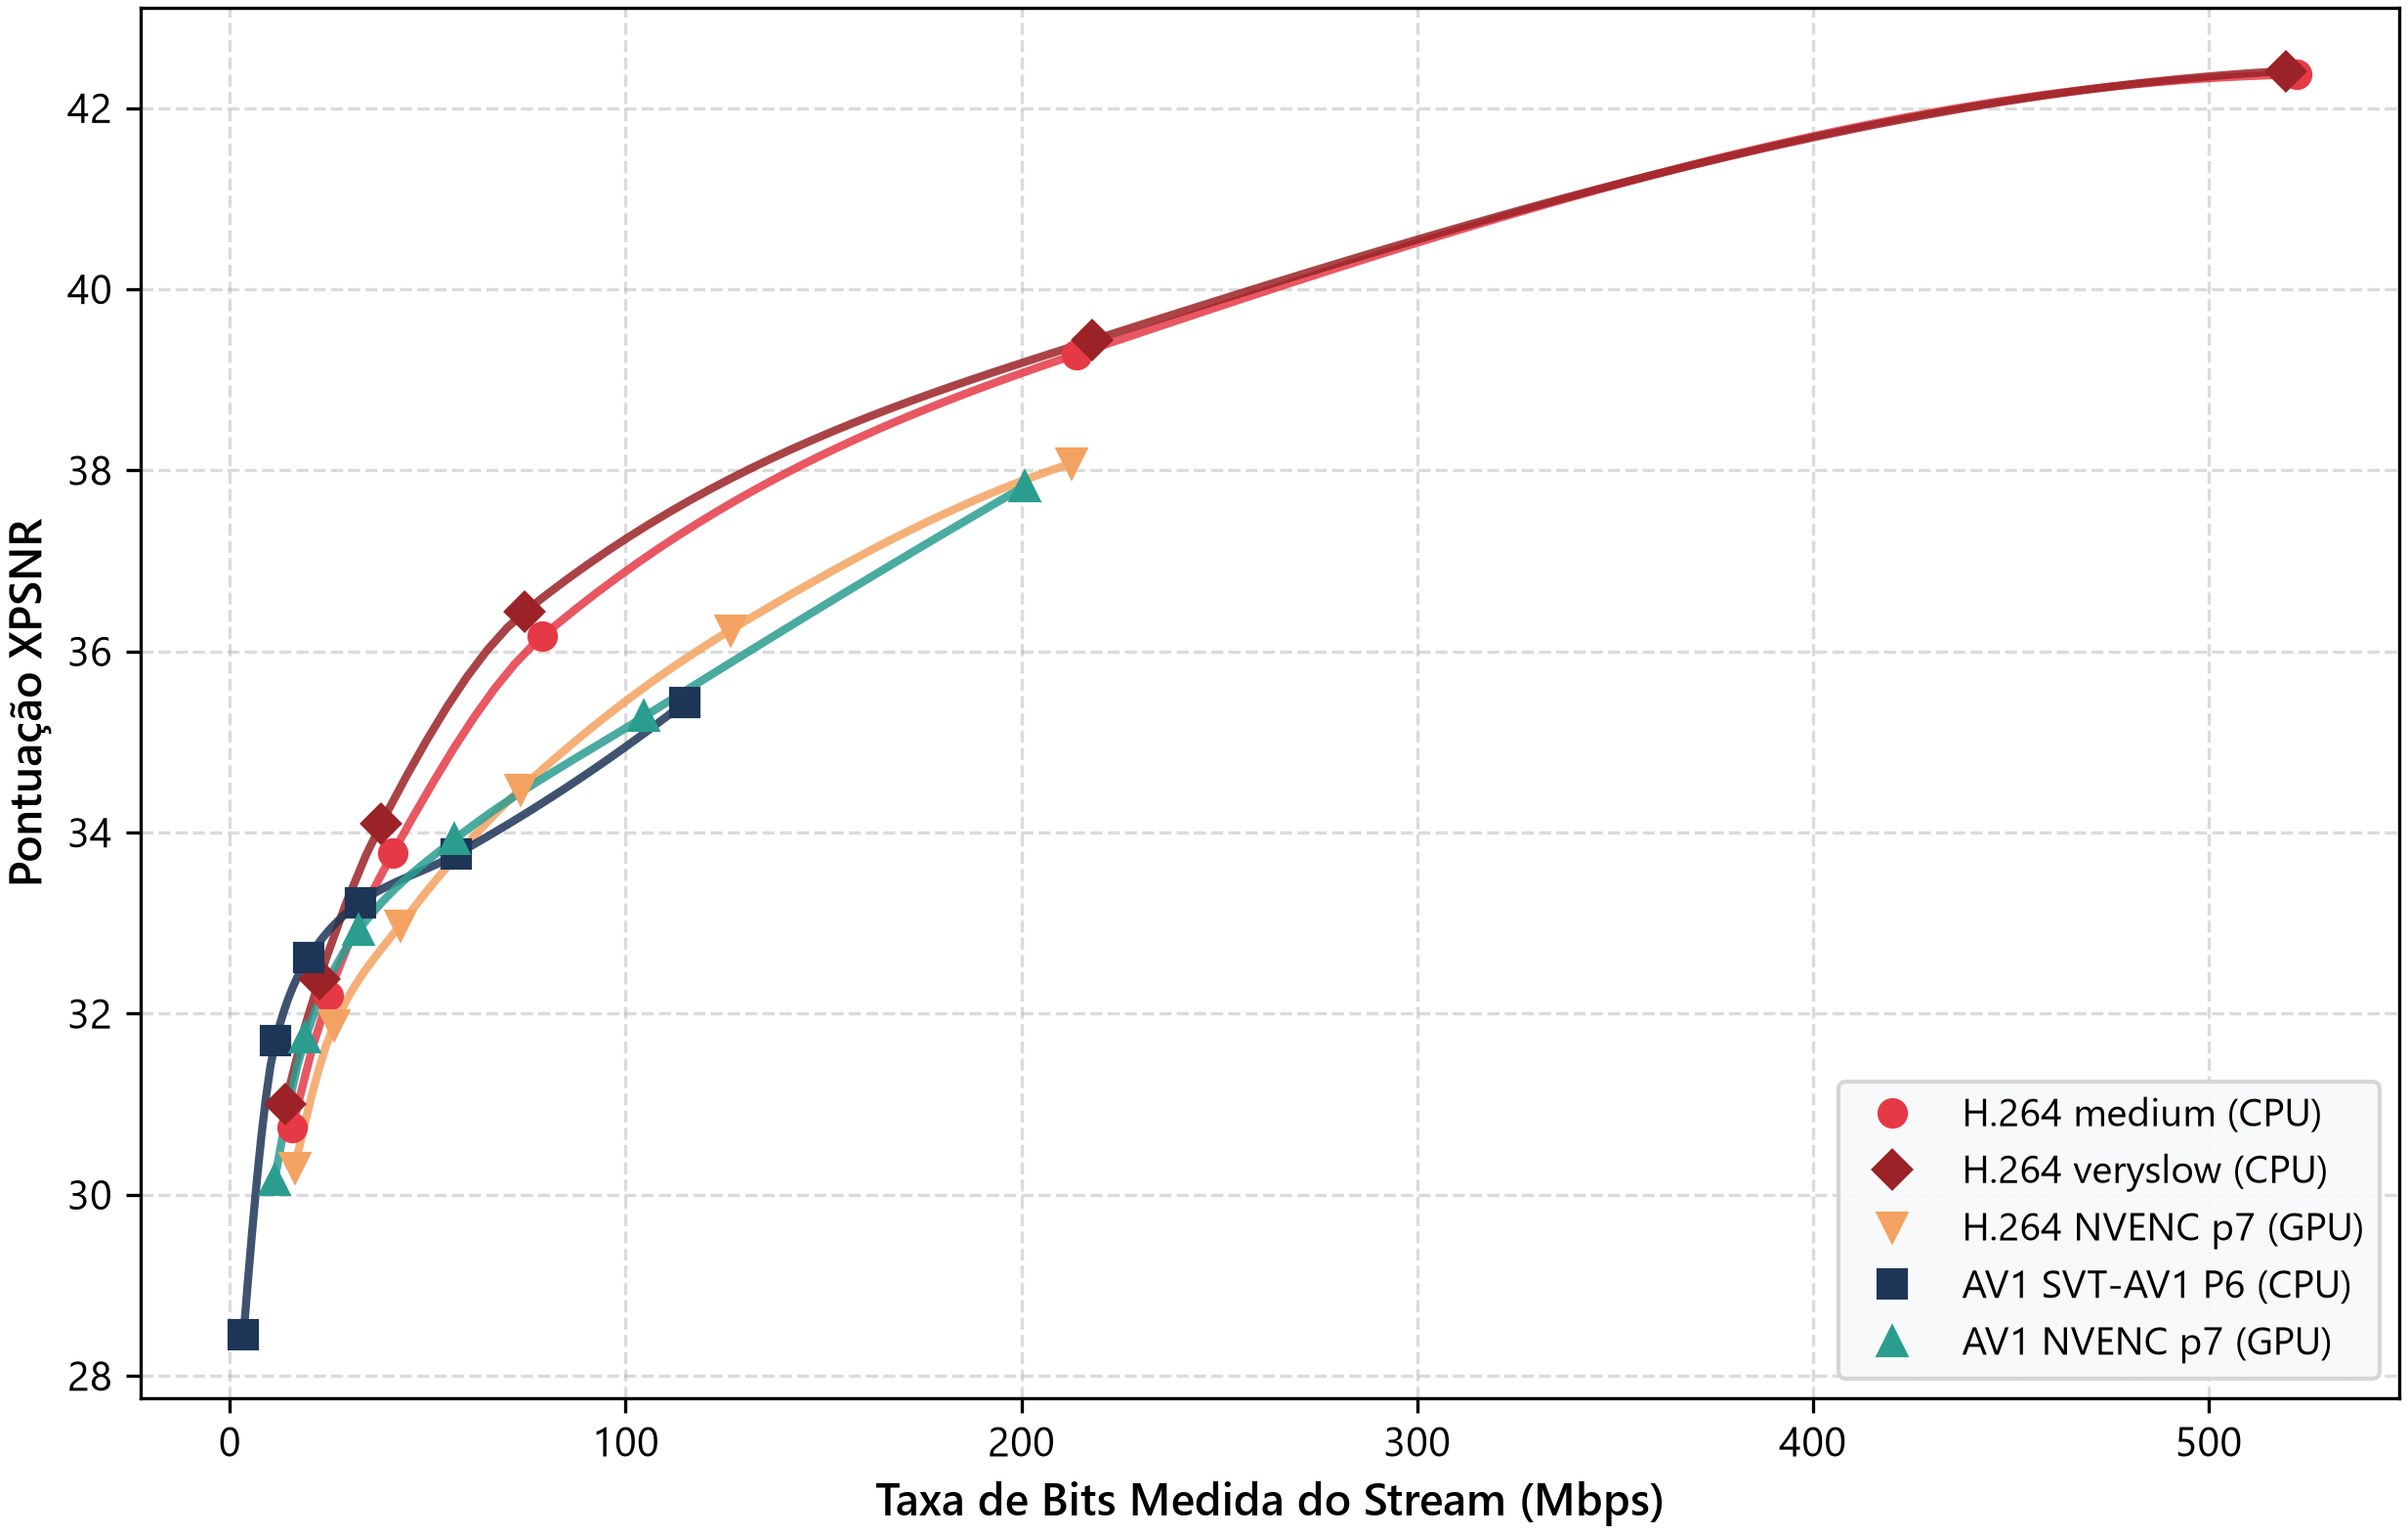 42
40
38
36
34
32
30
28
Pontuação XPSNR
0 100 200 300 400 500
Taxa de Bits Medida do Stream (Mbps)
H.264 medium (CPU)
H.264 veryslow (CPU)
H.264 NVENC p7 (GPU)
AV1 SVT-AV1 P6 (CPU)
AV1 NVENC p7 (GPU)